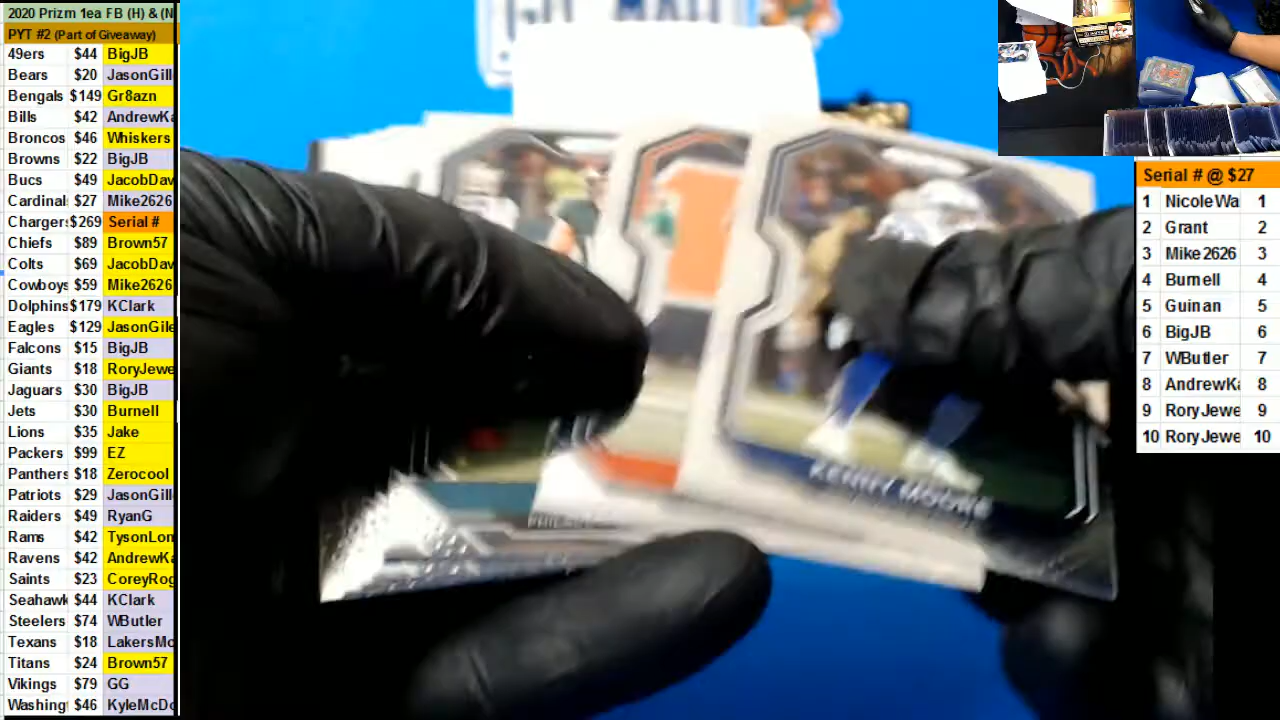 2020 Prizm 1ea FB (H) & (N
PYT #2 (Part of Giveaway)
49ers $44 BigJB
Bears $20 JasonGill
Bengals $149 Gr8azn
Bills $42 AndrewKa
Broncos $46 Whiskers
Browns $22 BigJB
Bucs $49 JacobDav
Cardinal $27 Mike2626
Chargers $269 Serial #
Chiefs $89 Brown57
Colts $69 JacobDav
Cowboys $59 Mike2626
Dolphins $179 KClark
Eagles $129 JasonGile
Falcons $15 BigJB
Giants $18 RoryJewe
Jaguars $30 BigJB
Jets $30 Burnell
Lions $35 Jake
Packers $99 EZ
Panthers $18 Zerocool
Patriots $29 JasonGill
Raiders $49 RyanG
Rams $42 TysonLon
Ravens $42 AndrewKa
Saints $23 CoreyRog
Seahawk $44 KClark
Steelers $74 WButler
Texans $18 LakersMo
Titans $24 Brown57
Vikings $79 GG
Washing $46 KyleMcDo
KENNY MOORE
Serial # @ $27
1 NicoleWa 1
2 Grant 2
3 Mike2626 3
4 Burnell 4
5 Guinan 5
6 BigJB 6
7 WButler 7
8 AndrewKa 8
9 RoryJewe 9
10 RoryJewe 10